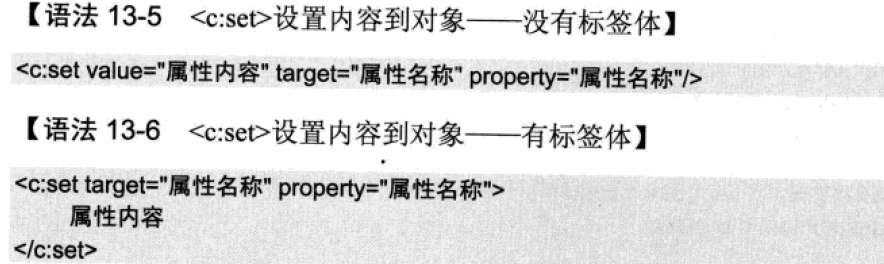 【语法 13-5 <c:set>设置内容到对象——没有标签体】
<c:set value="属性内容" target="属性名称" property="属性名称"/>
【语法 13-6 <c:set>设置内容到对象——有标签体】
<c:set target="属性名称" property="属性名称">
属性内容
</c:set>